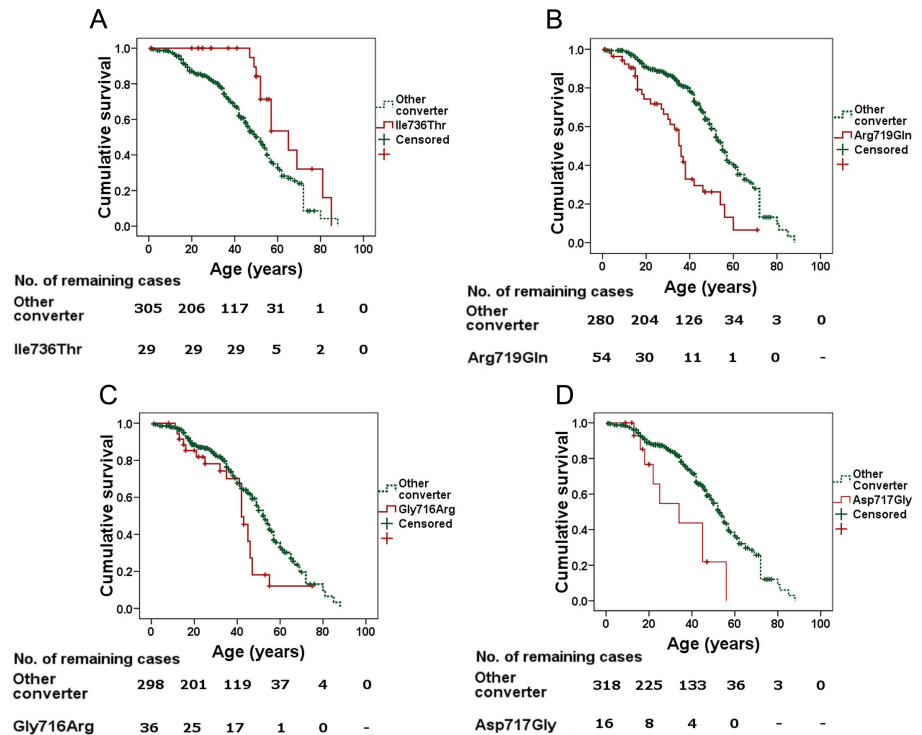 A
Cumulative survival
1.0
0.8
0.6
0.4
0.2
0.0
0 20 40 60 80 100
Age (years)
Other
converter
Ile736Thr
Censored
No. of remaining cases
Other
converter
305 206 117 31 1 0
Ile736Thr 29 29 29 5 2 0
B
Cumulative survival
1.0
0.8
0.6
0.4
0.2
0.0
0 20 40 60 80 100
Age (years)
Other
converter
Arg719Gln
Censored
No. of remaining cases
Other
converter
280 204 126 34 3 0
Arg719Gln 54 30 11 1 0 -
C
Cumulative survival
1.0
0.8
0.6
0.4
0.2
0.0
0 20 40 60 80 100
Age (years)
Other
converter
Gly716Arg
Censored
No. of remaining cases
Other
converter
298 201 119 37 4 0
Gly716Arg 36 25 17 1 0 -
D
Cumulative survival
1.0
0.8
0.6
0.4
0.2
0.0
0 20 40 60 80 100
Age (years)
Other
Converter
Asp717Gly
Censored
No. of remaining cases
Other
converter
318 225 133 36 3 0
Asp717Gly 16 8 4 0 - -